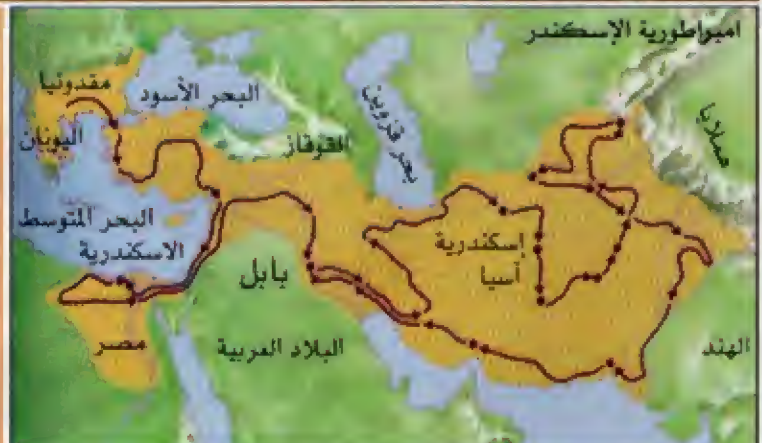 امبراطورية الإسكندر
مقدونيا
البحر الأسود
اليونان
القوقاز
بحر قزوين
هملايا
البحر المتوسط
الاسكندرية
إسكندرية
آسيا
بابل
مصر
البلاد العربية
الهند